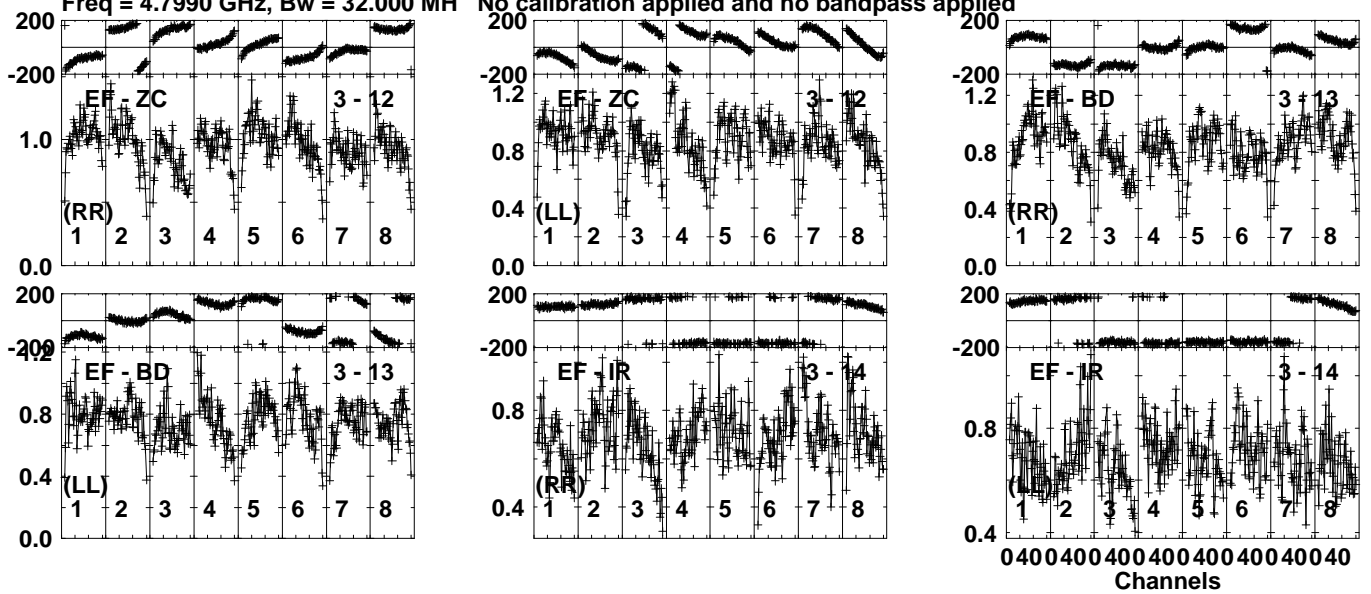 Freq = 4.7990 GHz, Bw = 32.000 MH No calibration applied and no bandpass applied
200
-200
EF - ZC 3 - 12
1.0
(RR)
1 2 3 4 5 6 7 8
0.0
200
-200
1.2
EF - ZC 3 - 12
0.8
0.4
(LL)
1 2 3 4 5 6 7 8
0.0
200
-200
1.2
EF - BD 3 - 13
0.8
0.4
(RR)
1 2 3 4 5 6 7 8
0.0
200
-200
1.2
EF - BD 3 - 13
0.8
0.4
(LL)
1 2 3 4 5 6 7 8
0.0
200
-200
EF - IR 3 - 14
0.8
(RR)
0.4
1 2 3 4 5 6 7 8
200
-200
EF - IR 3 - 14
0.8
(LL)
1 2 3 4 5 6 7 8
0.4
0 40 0 40 0 40 0 40 0 40 0 40 0 40 0 40
Channels